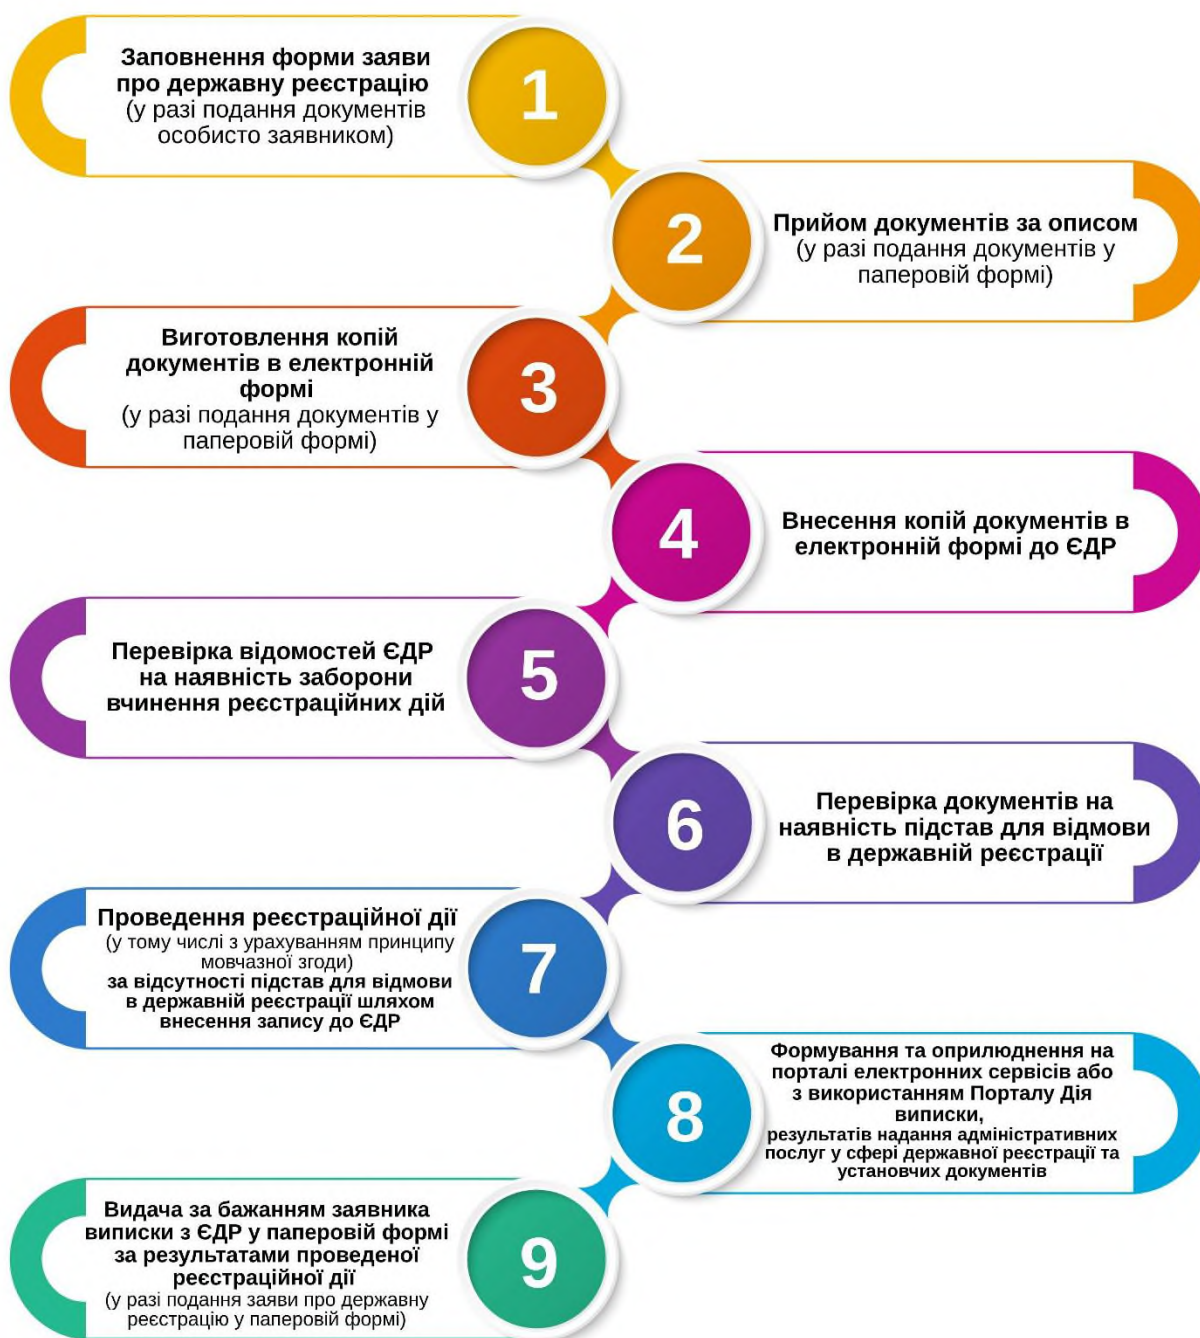 Заповнення форми заяви
про державну реєстрацію
(у разі подання документів
особисто заявником)
1
2
Прийом документів за описом
(у разі подання документів у
паперовій формі)
Виготовлення копій
документів в електронній
формі
(у разі подання документів у
паперовій формі)
3
4
Внесення копій документів в
електронній формі до ЄДР
Перевірка відомостей ЄДР
на наявність заборони
вчинення реєстраційних дій
5
6
Перевірка документів на
наявність підстав для відмови
в державній реєстрації
Проведення реєстраційної дії
(у тому числі з урахуванням принципу
мовчазної згоди)
за відсутності підстав для відмови
в державній реєстрації шляхом
внесення запису до ЄДР
7
8
Формування та оприлюднення на
порталі електронних сервісів або
з використанням Порталу Дія
виписки,
результатів надання адміністративних
послуг у сфері державної реєстрації та
установчих документів
Видача за бажанням заявника
виписки з ЄДР у паперовій формі
за результатами проведеної
реєстраційної дії
(у разі подання заяви про державну
реєстрацію у паперовій формі)
9